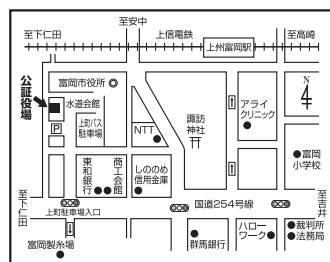 至安中
至下仁田
上信電鉄
至高崎
上州富岡駅
富岡市役所
公証役場
水道会館
P
上町バス
駐車場
NTT
諏訪
神社
アライ
クリニック
N
4
東和
銀行
商工
会館
しののめ
信用金庫
富岡
小学校
至下仁田
上町駐車場入口
国道254号線
至吉井
富岡製糸場
群馬銀行
ハロー
ワーク
裁判所
法務局